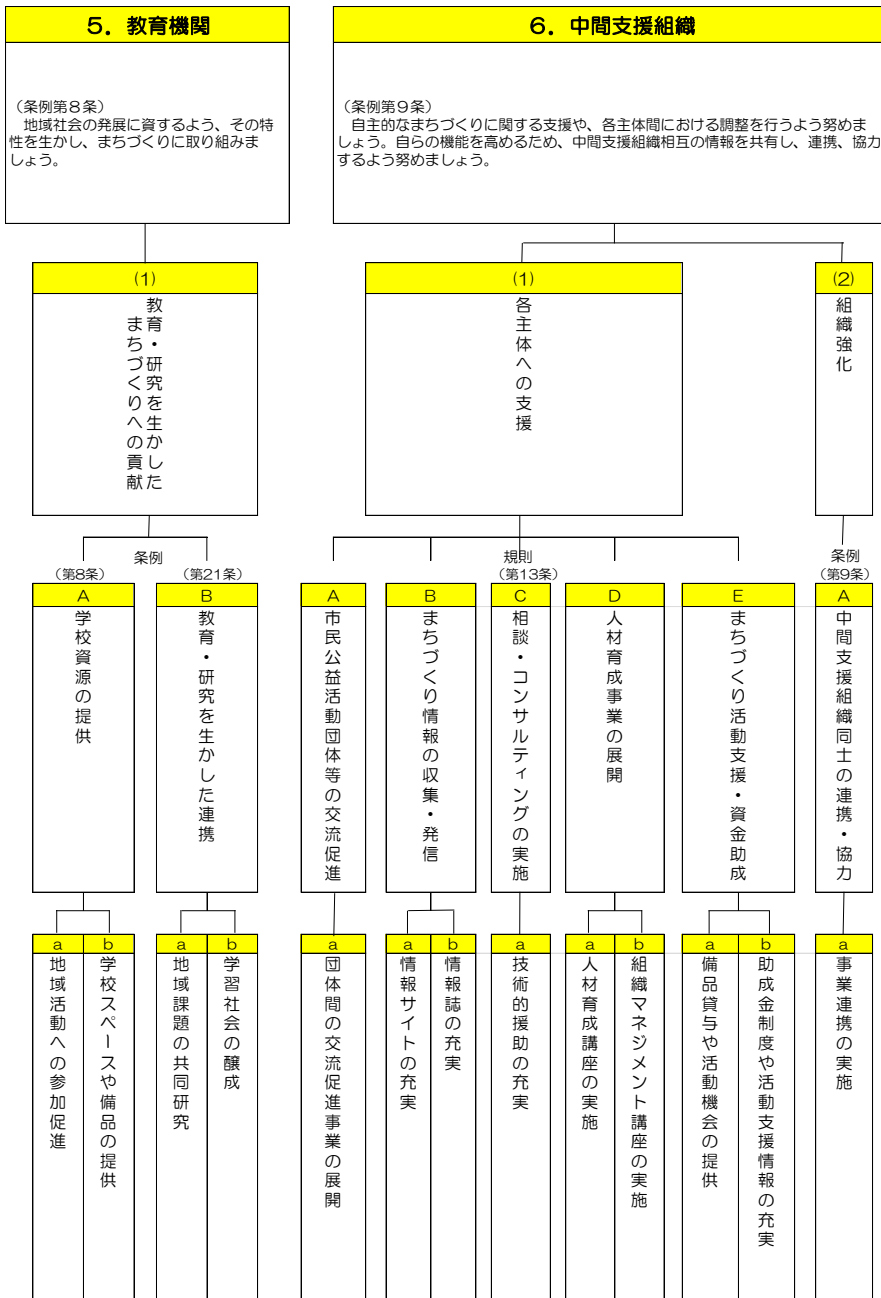 5．教育機関
（条例第８条）
　地域社会の発展に資するよう、その特
性を生かし、まちづくりに取り組みま
しょう。
6．中間支援組織
（条例第９条）
　自主的なまちづくりに関する支援や、各主体間における調整を行うよう努めま
しょう。自らの機能を高めるため、中間支援組織相互の情報を共有し、連携、協力
するよう努めましょう。
(1)
教育・研究を生かした
まちづくりへの貢献
(1)
各主体への支援
(2)
組織強化
条例
（第8条）
（第21条）
規則
（第13条）
条例
（第9条）
A
学校資源の提供
B
教育・研究を生かした連携
A
市民公益活動団体等の交流促進
B
まちづくり情報の収集・発信
C
相談・コンサルティングの実施
D
人材育成事業の展開
E
まちづくり活動支援・資金助成
A
中間支援組織同士の連携・協力
a
地域活動への参加促進
b
学校スペースや備品の提供
a
地域課題の共同研究
b
学習社会の醸成
a
団体間の交流促進事業の展開
a
情報サイトの充実
b
情報誌の充実
a
技術的援助の充実
a
人材育成講座の実施
b
組織マネジメント講座の実施
a
備品貸与や活動機会の提供
b
助成金制度や活動支援情報の充実
a
事業連携の実施